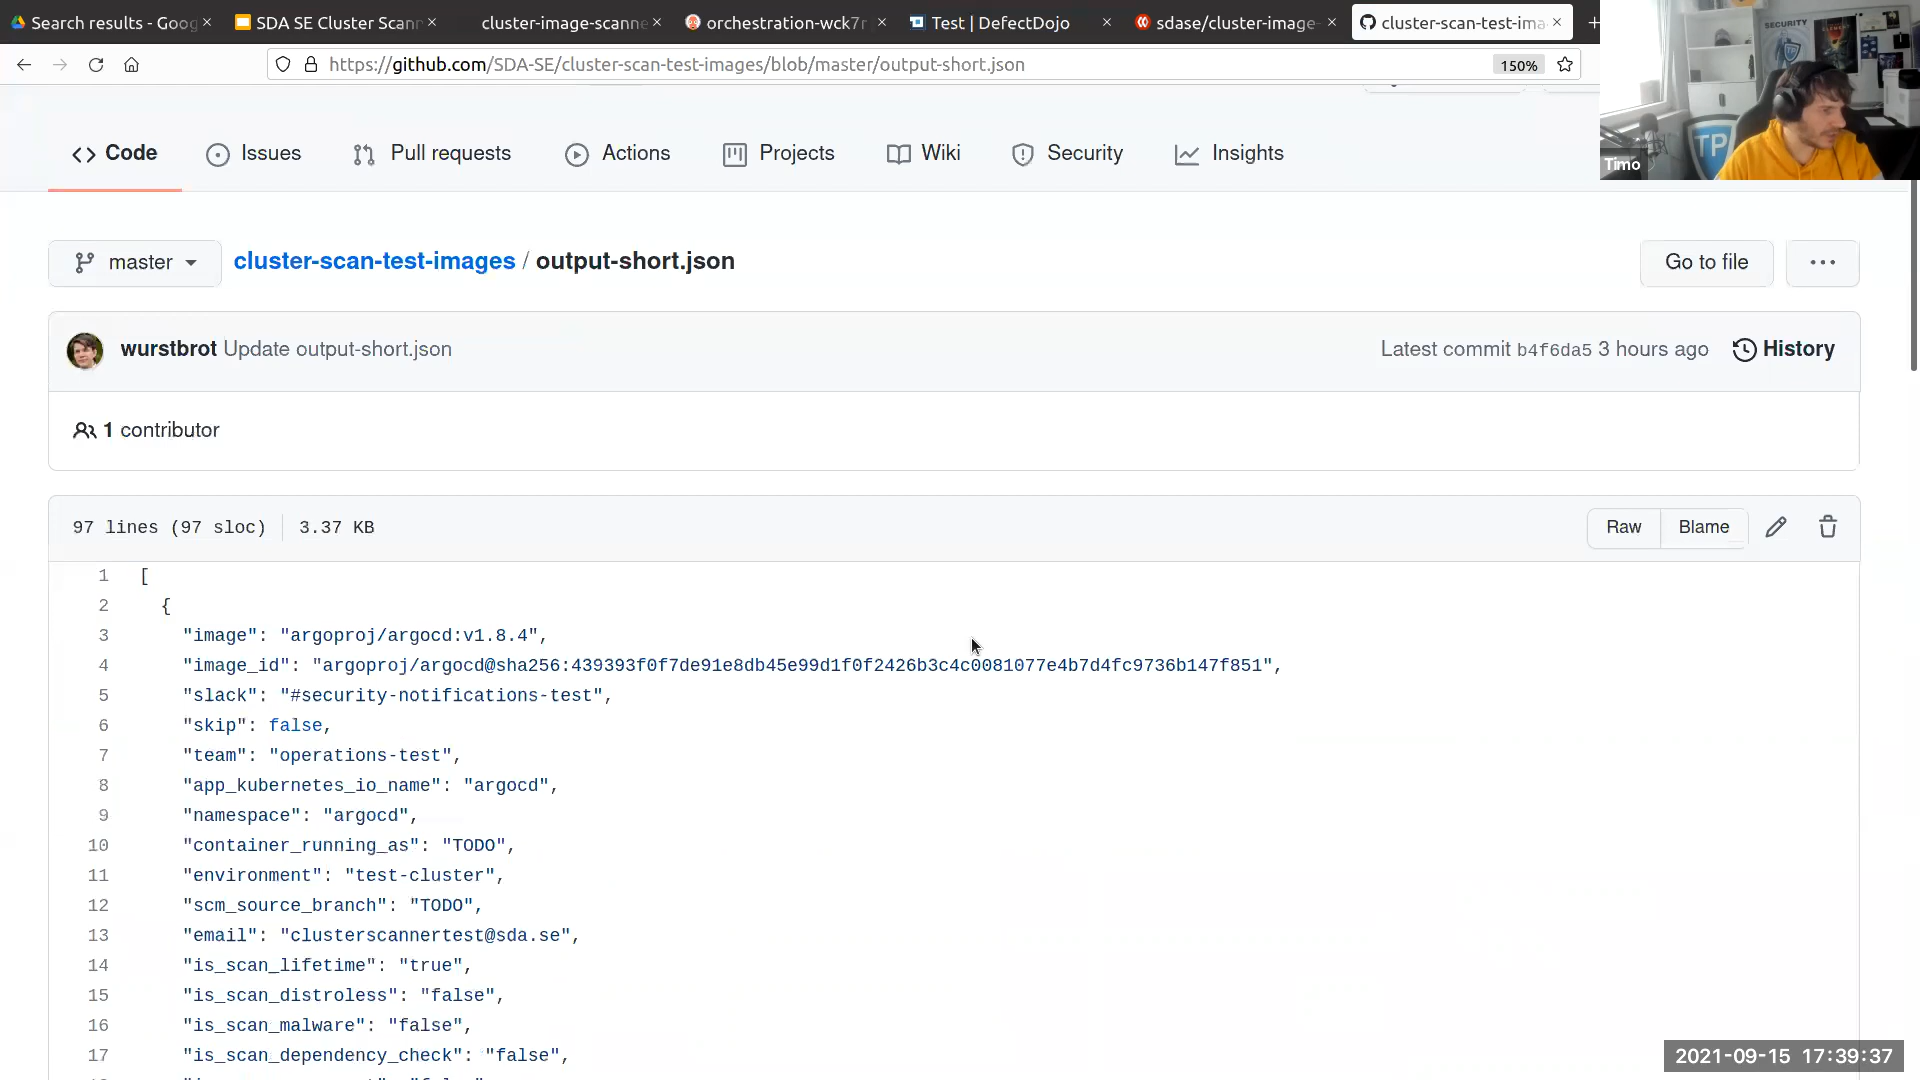 Search results - Goog
SDA SE Cluster Scann
cluster-image-scanne
orchestration-wck7r
Test | DefectDojo
sdase/cluster-image-
cluster-scan-test-ima
https://github.com/SDA-SE/cluster-scan-test-images/blob/master/output-short.json
150%
SECURITY
TP
Timo
Code
Issues
Pull requests
Actions
Projects
Wiki
Security
Insights
master
cluster-scan-test-images / output-short.json
Go to file
wurstbrot Update output-short.json
Latest commit b4f6da5 3 hours ago
History
1 contributor
97 lines (97 sloc)
3.37 KB
Raw
Blame
1 [
2 {
3 "image": "argoproj/argocd:v1.8.4",
4 "image_id": "argoproj/argocd@sha256:439393f0f7de91e8db45e99d1f0f2426b3c4c0081077e4b7d4fc9736b147f851",
5 "slack": "#security-notifications-test",
6 "skip": false,
7 "team": "operations-test",
8 "app_kubernetes_io_name": "argocd",
9 "namespace": "argocd",
10 "container_running_as": "TODO",
11 "environment": "test-cluster",
12 "scm_source_branch": "TODO",
13 "email": "clusterscannertest@sda.se",
14 "is_scan_lifetime": "true",
15 "is_scan_distroless": "false",
16 "is_scan_malware": "false",
17 "is_scan_dependency_check": "false",
2021-09-15 17:39:37